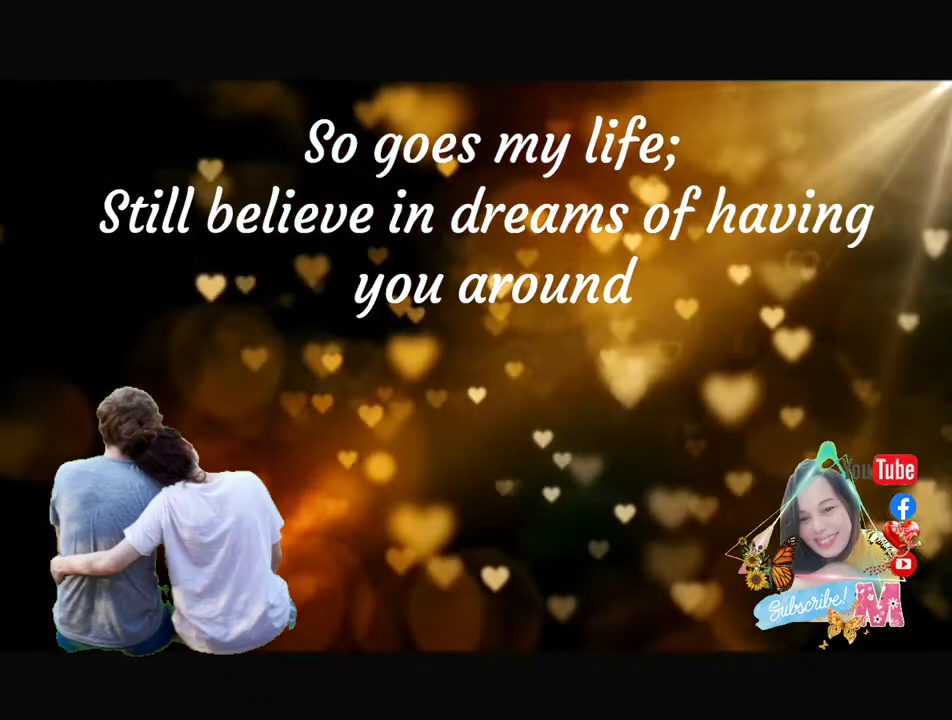 So goes my life;
Still believe in dreams of having
you around
YouTube
Subscribe!
M